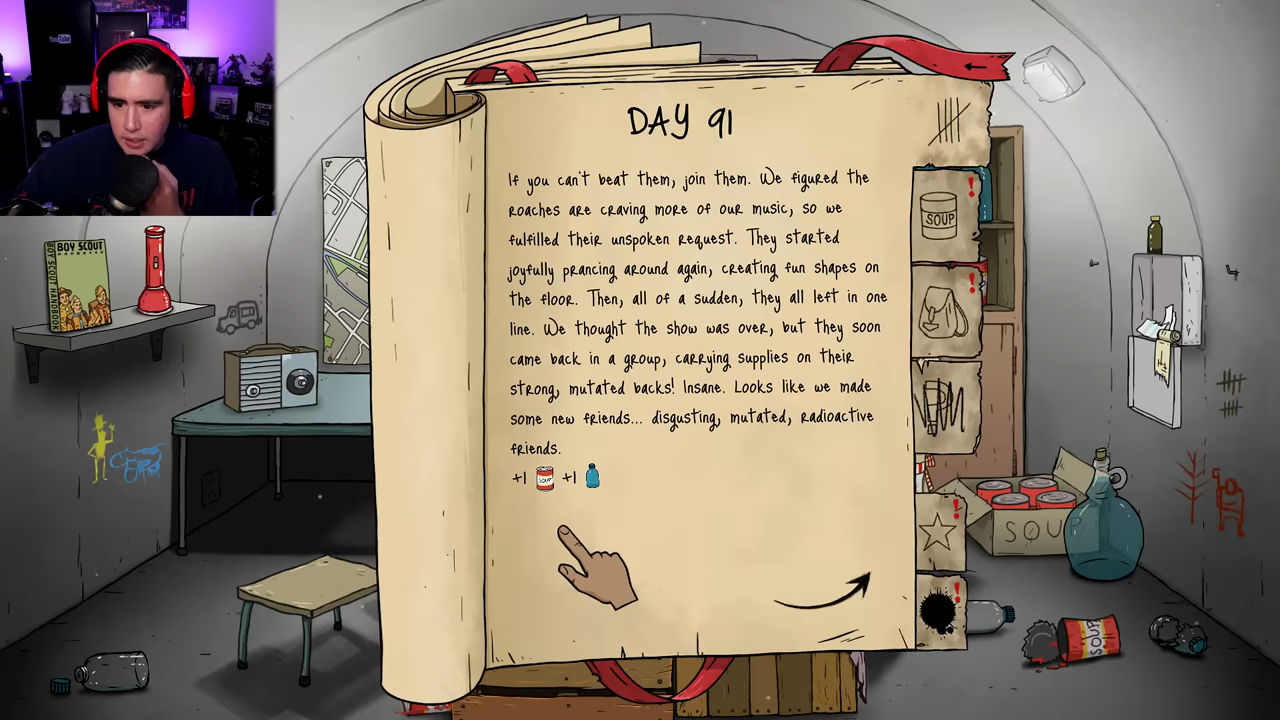 YouTube
DAY 91
If you can't beat them, join them. We figured the
roaches are craving more of our music, so we
fulfilled their unspoken request. They started
joyfully prancing around again, creating fun shapes on
the floor. Then, all of a sudden, they all left in one
line. We thought the show was over, but they soon
came back in a group, carrying supplies on their
strong, mutated backs! Insane. Looks like we made
some new friends... disgusting, mutated, radioactive
friends.
+1 SOUP +1
SOUP
BOY SCOUT
BOY SCOUT HANDBOOK
SOUP
SOUP